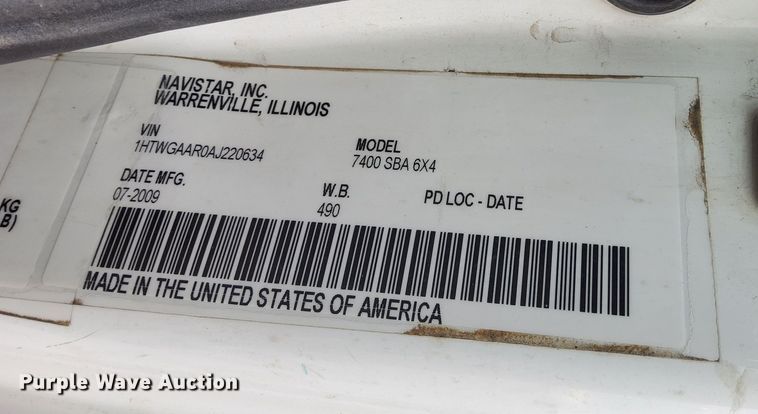 NAVISTAR, INC.
WARRENVILLE, ILLINOIS
VIN
1HTWGAAR0AJ220634
MODEL
7400 SBA 6X4
DATE MFG.
07-2009
W.B.
490
PD LOC - DATE
MADE IN THE UNITED STATES OF AMERICA
KG
B)
Purple Wave Auction